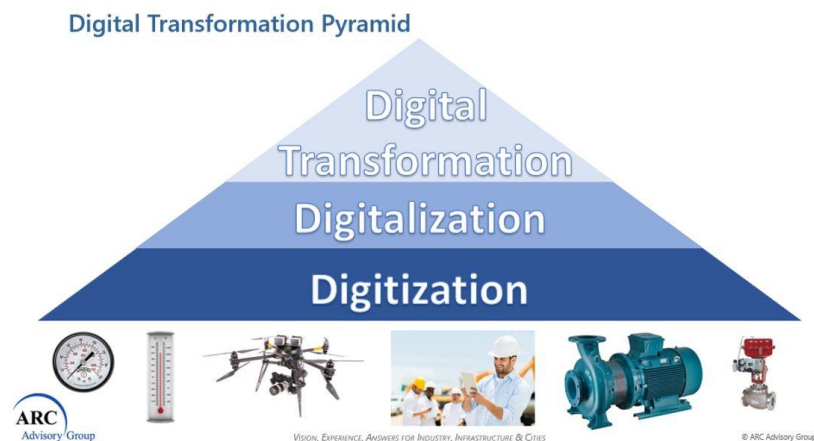 Digital Transformation Pyramid
Digital
Transformation
Digitalization
Digitization
ARC
Advisory Group
VISION, EXPERIENCE, ANSWERS FOR INDUSTRY, INFRASTRUCTURE & CITIES
© ARC Advisory Group